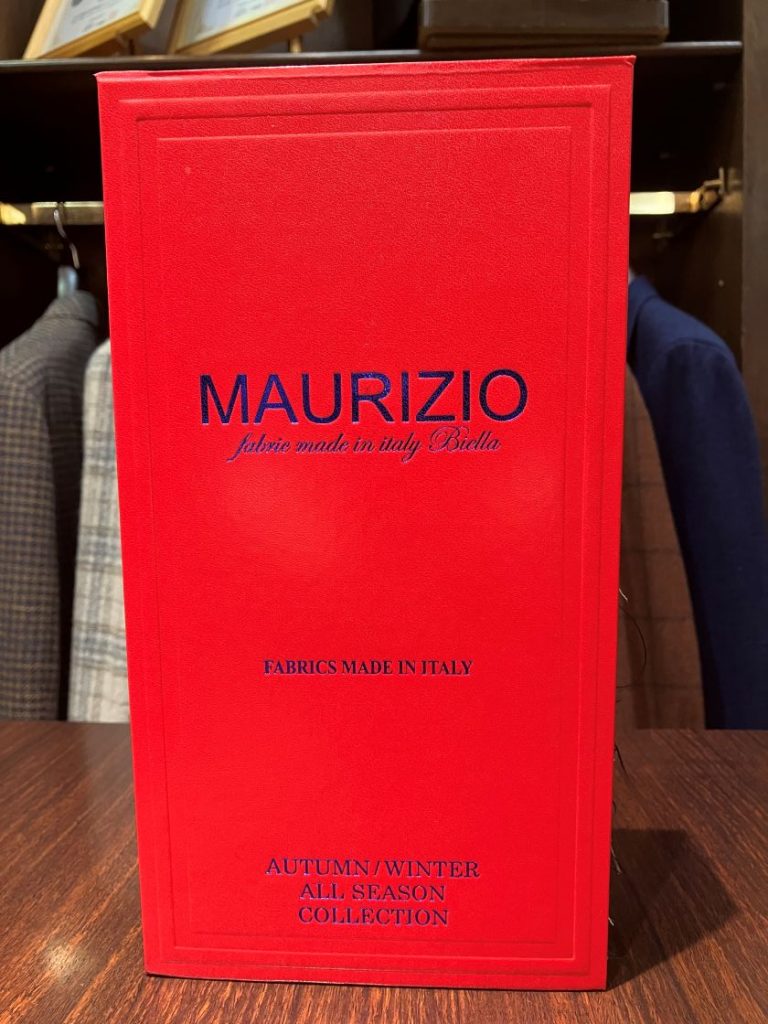 MAURIZIO
fabric made in italy Biella
FABRICS MADE IN ITALY
AUTUMN/WINTER
ALL SEASON
COLLECTION